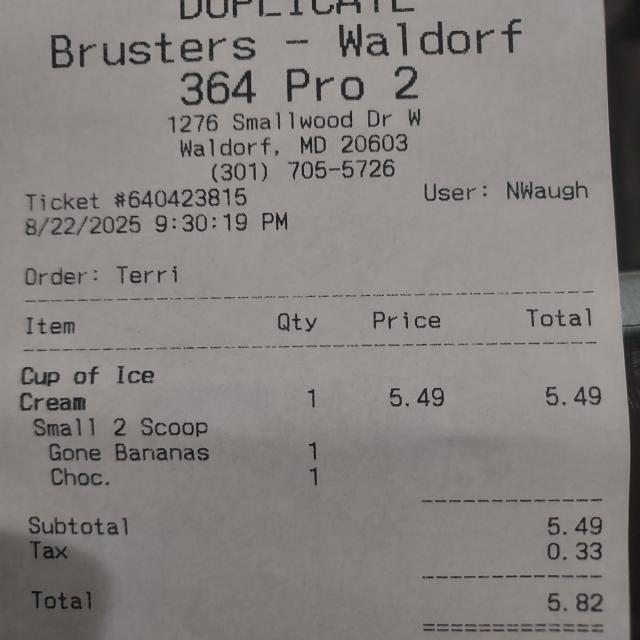 DUPLICATE
Brusters - Waldorf
364 Pro 2
1276 Smallwood Dr W
Waldorf, MD 20603
(301) 705-5726
Ticket #640423815 User: NWaugh
8/22/2025 9:30:19 PM
Order: Terri
Item Qty Price Total
Cup of Ice
Cream 1 5.49 5.49
Small 2 Scoop
Gone Bananas 1
Choc. 1
Subtotal 5.49
Tax 0.33
Total 5.82